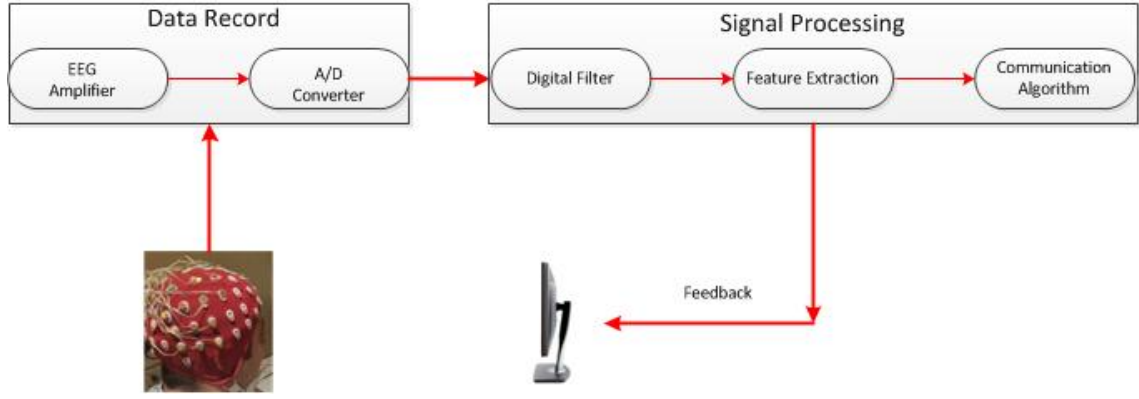 Data Record
EEG
Amplifier
A/D
Converter
Signal Processing
Digital Filter
Feature Extraction
Communication
Algorithm
Feedback